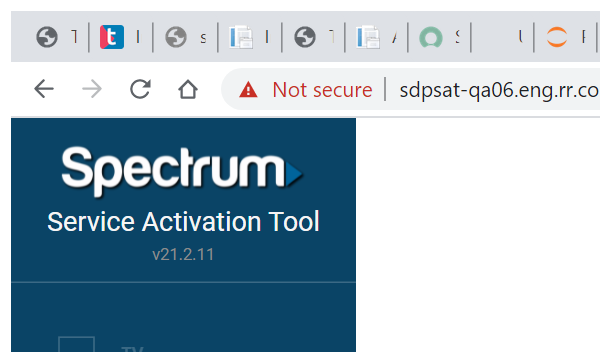 Not secure | sdpsat-qa06.eng.rr.co
Spectrum
Service Activation Tool
v21.2.11
TV